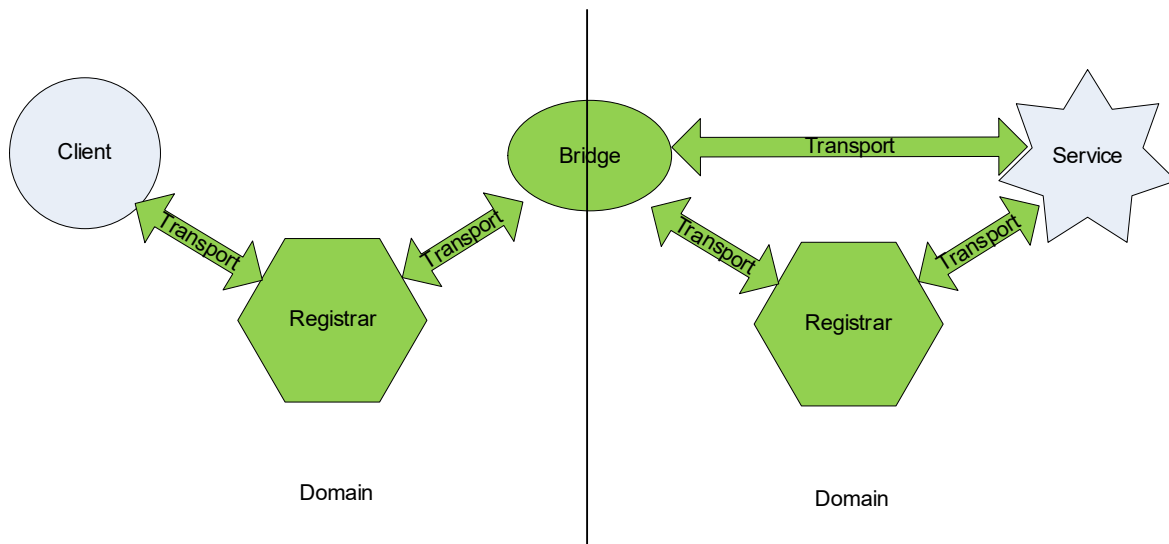 Client
Bridge
Transport
Service
Transport
Transport
Transport
Transport
Registrar
Registrar
Domain
Domain